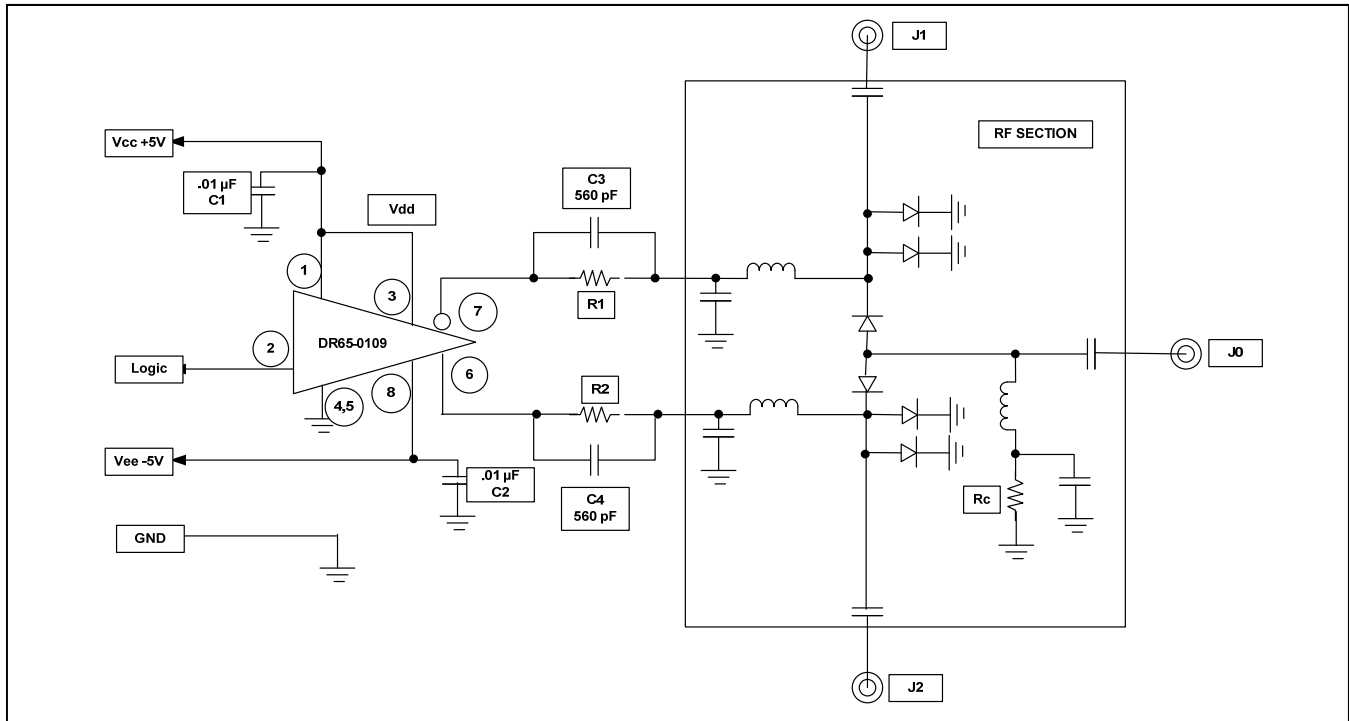 J1
RF SECTION
Vcc +5V
.01 µF
C1
Vdd
C3
560 pF
R1
1
3
7
DR65-0109
2
Logic
4,5
8
6
J0
R2
Vee -5V
.01 µF
C2
C4
560 pF
Rc
GND
J2